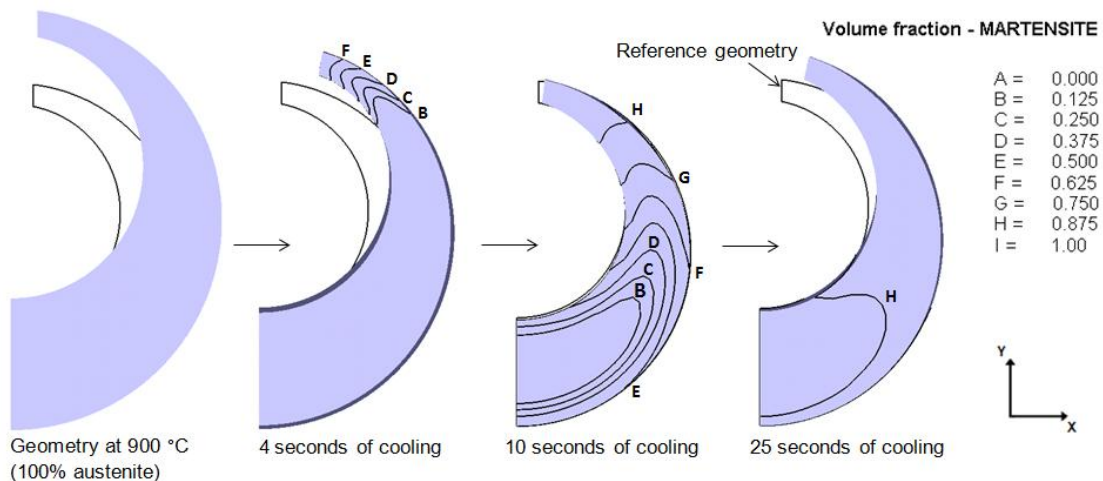 Volume fraction - MARTENSITE
Reference geometry
A = 0.000
B = 0.125
C = 0.250
D = 0.375
E = 0.500
F = 0.625
G = 0.750
H = 0.875
I = 1.00
F
E
D
C
B
H
G
D
C
B
F
E
H
Y
X
Geometry at 900 °C
(100% austenite)
4 seconds of cooling
10 seconds of cooling
25 seconds of cooling